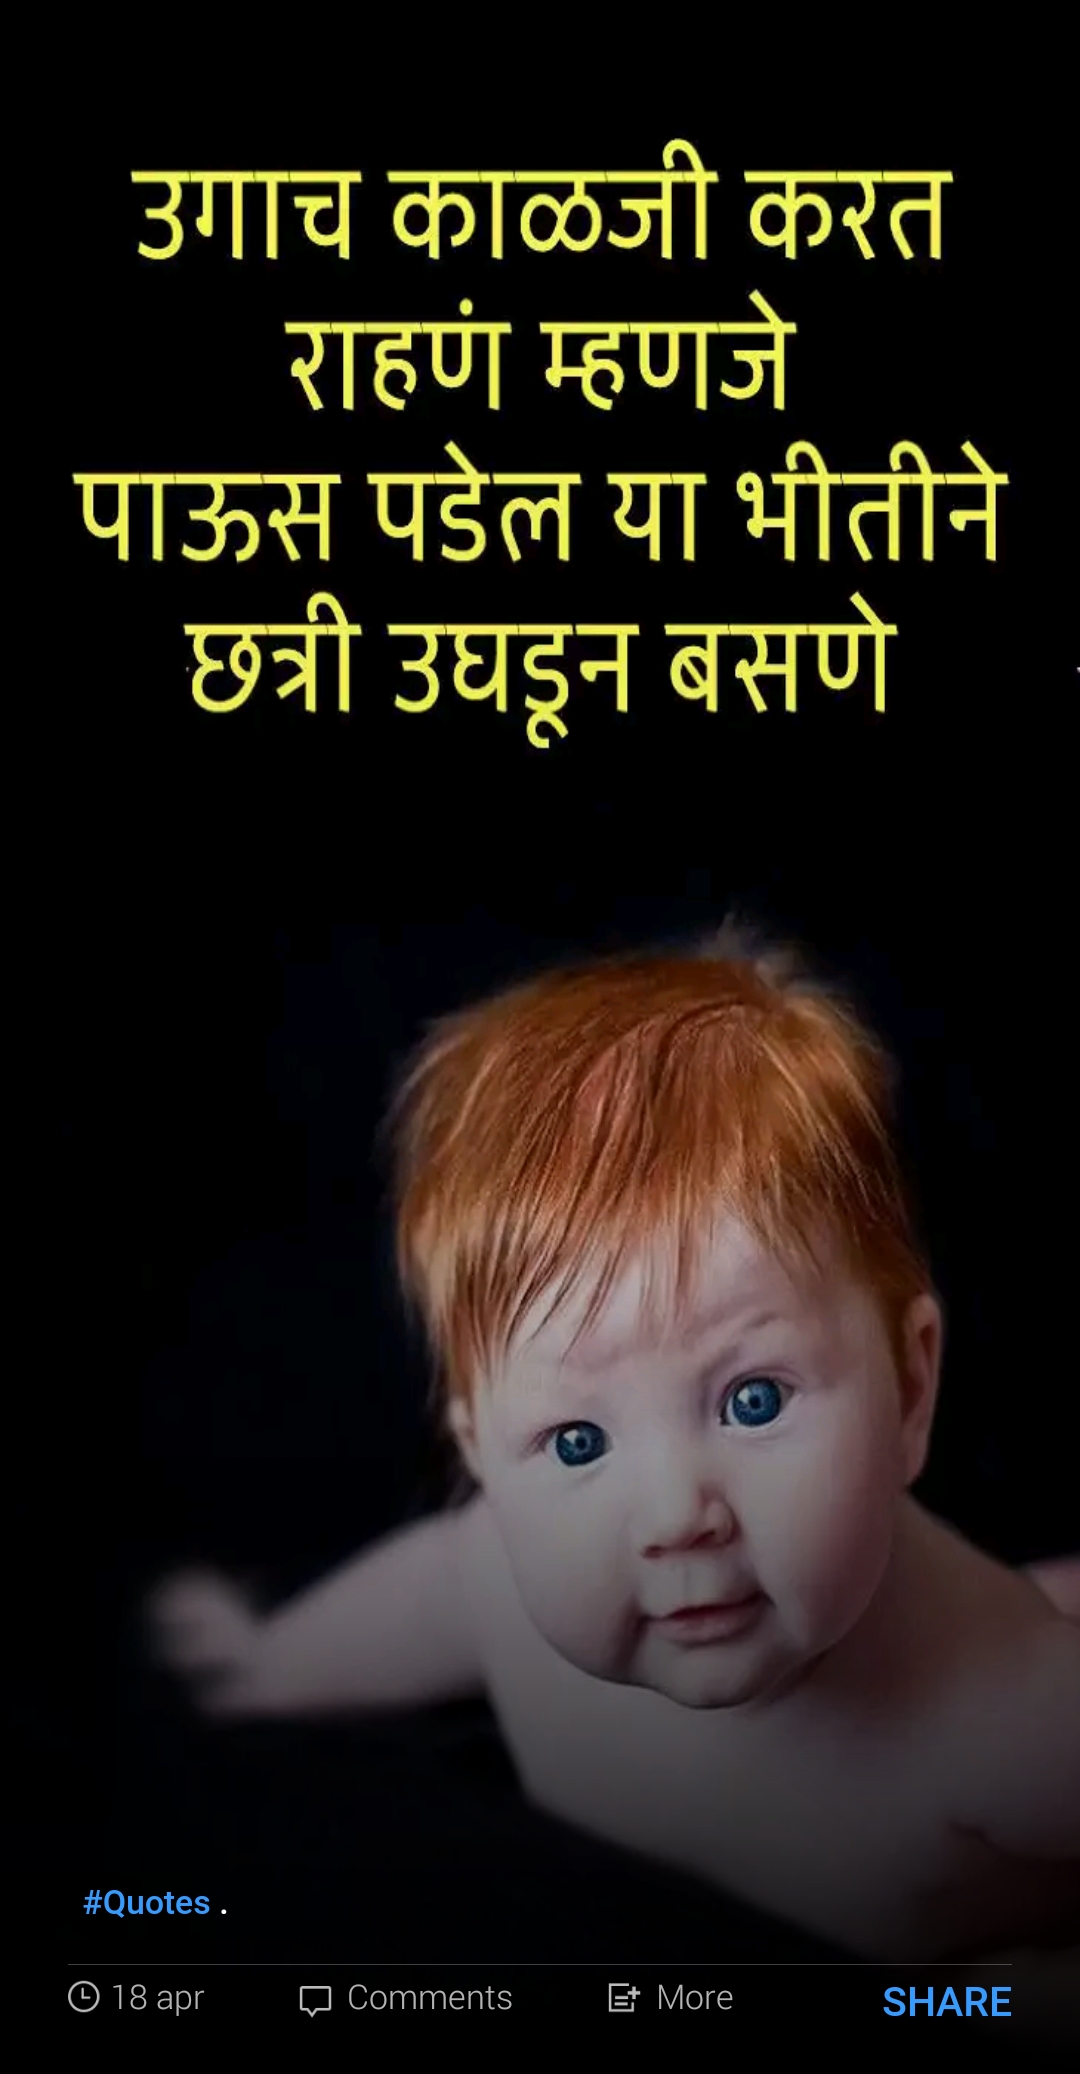 उगाच काळजी करत
राहणं म्हणजे
पाऊस पडेल या भीतीने
छत्री उघडून बसणे
#Quotes .
18 apr Comments More SHARE